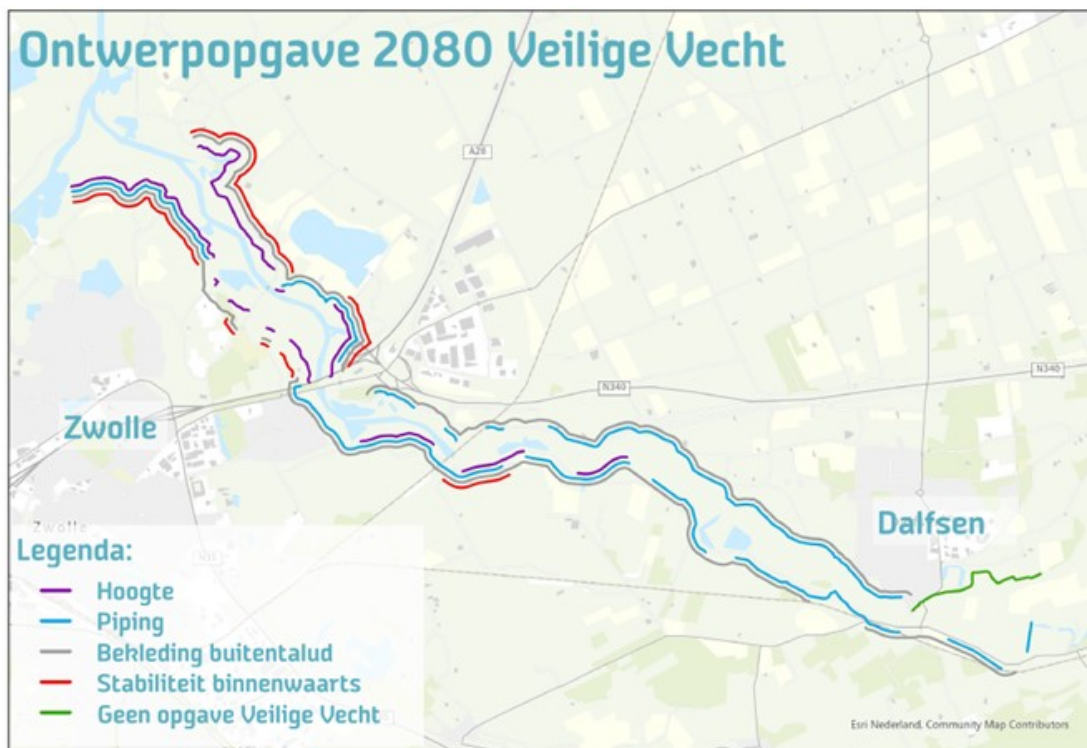 Ontwerpopgave 2080 Veilige Vecht
A28
N340
N340
Zwolle
Dalfsen
Zwolle
Legenda:
Hoogte
Piping
Bekleding buitentalud
Stabiliteit binnenwaarts
Geen opgave Veilige Vecht
Esri Nederland, Community Map Contributors